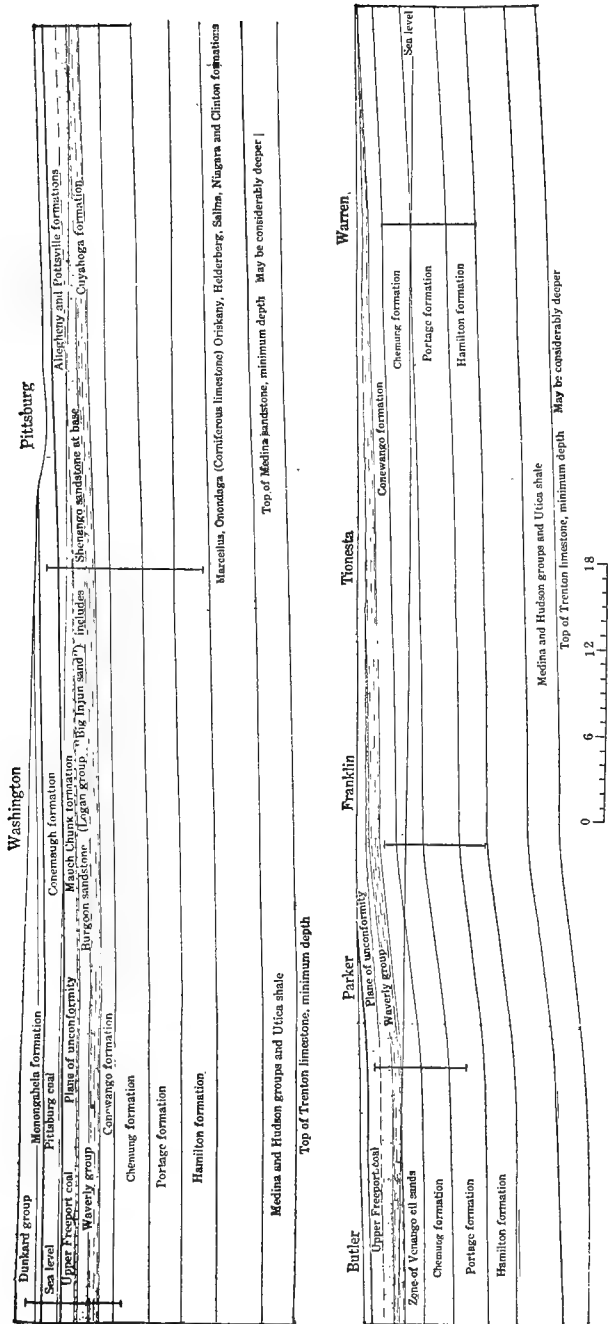 Washington
Pittsburg
Dunkard group
Monongahela formation
Sea level
Pittsburg coal
Conemaugh formation
Allegheny and Pottsville formations
Upper Freeport coal
Plane of unconformity
Mauch Chunk formation
Waverly group
Burgoon sandstone (Logan group "Big Injun sand") includes Shenango sandstone at base
Cuyahoga formation
Conewango formation
Chemung formation
Portage formation
Hamilton formation
Marcellus, Onondaga (Corniferous limestone) Oriskany, Helderberg, Salina, Niagara and Clinton formations
Top of Medina sandstone, minimum depth May be considerably deeper
Medina and Hudson groups and Utica shale
Top of Trenton limestone, minimum depth
Butler
Parker
Franklin
Tionesta
Warren
Plane of unconformity
Upper Freeport coal
Waverly group
Conewango formation
Sea level
Zone of Venango oil sands
Chemung formation
Chemung formation
Portage formation
Portage formation
Hamilton formation
Hamilton formation
Medina and Hudson groups and Utica shale
Top of Trenton limestone, minimum depth May be considerably deeper
0 6 12 18